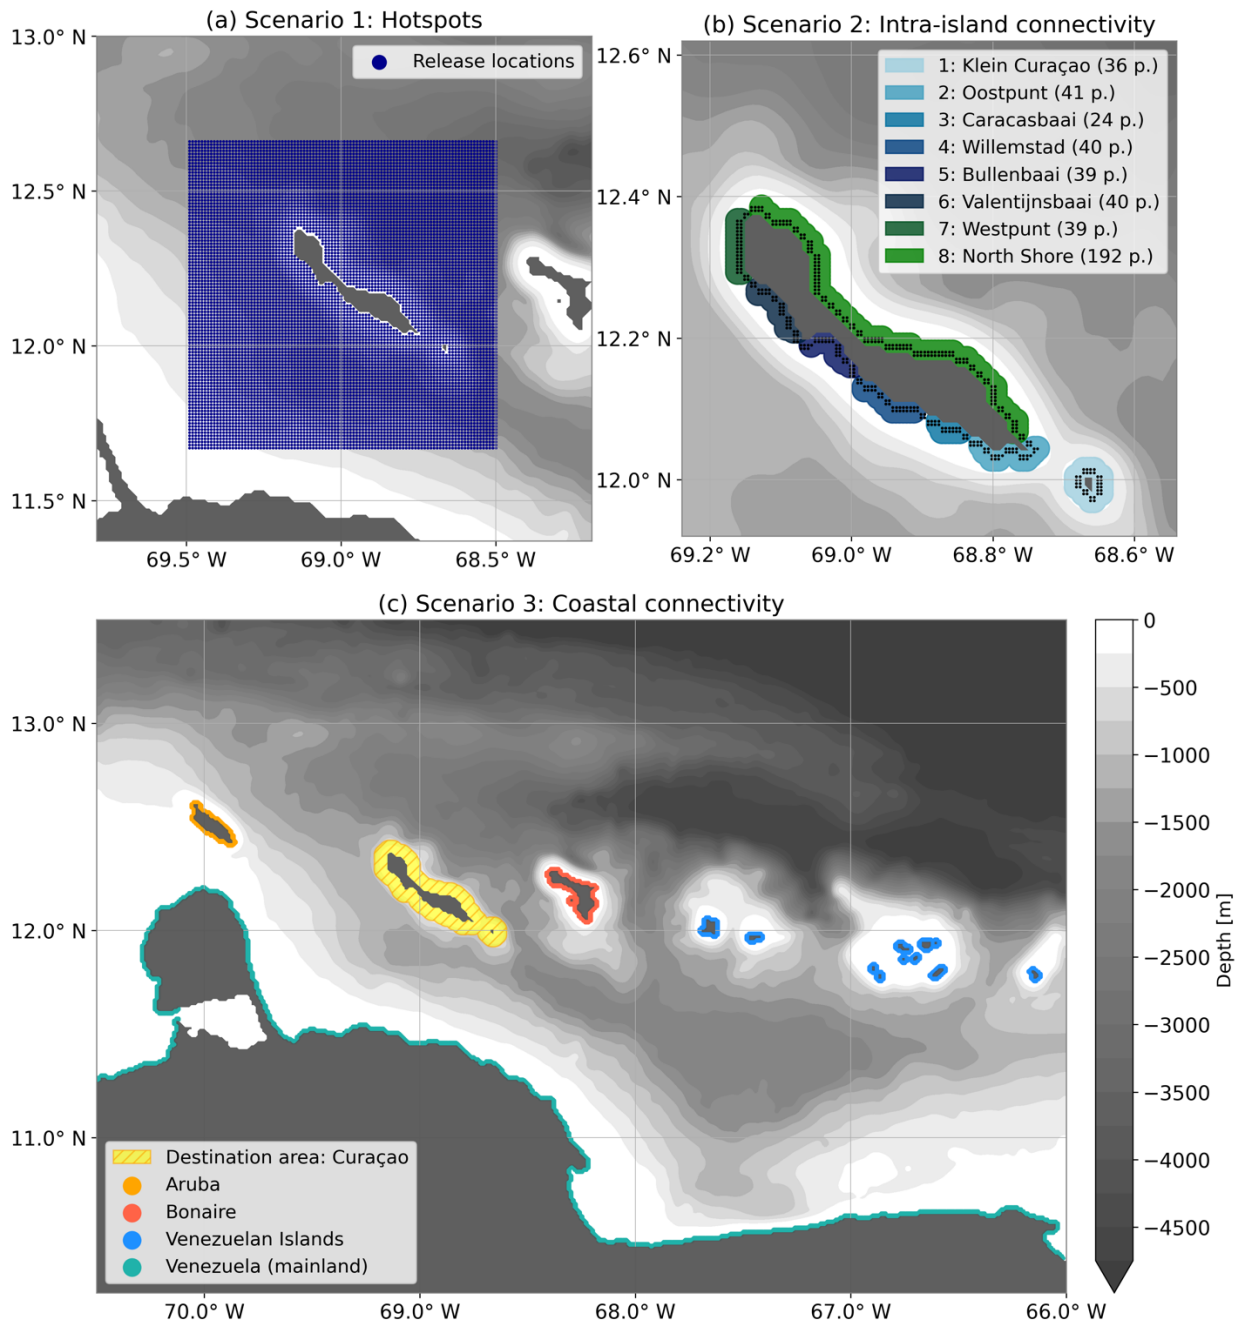 (a) Scenario 1: Hotspots
13.0° N
12.5° N
12.0° N
11.5° N
69.5° W
69.0° W
68.5° W
Release locations
(b) Scenario 2: Intra-island connectivity
12.6° N
12.4° N
12.2° N
12.0° N
69.2° W
69.0° W
68.8° W
68.6° W
1: Klein Curaçao (36 p.)
2: Oostpunt (41 p.)
3: Caracasbaai (24 p.)
4: Willemstad (40 p.)
5: Bullenbaai (39 p.)
6: Valentijnsbaai (40 p.)
7: Westpunt (39 p.)
8: North Shore (192 p.)
(c) Scenario 3: Coastal connectivity
13.0° N
12.0° N
11.0° N
70.0° W
69.0° W
68.0° W
67.0° W
66.0° W
Destination area: Curaçao
Aruba
Bonaire
Venezuelan Islands
Venezuela (mainland)
0
−500
−1000
−1500
−2000
−2500
−3000
−3500
−4000
−4500
Depth [m]